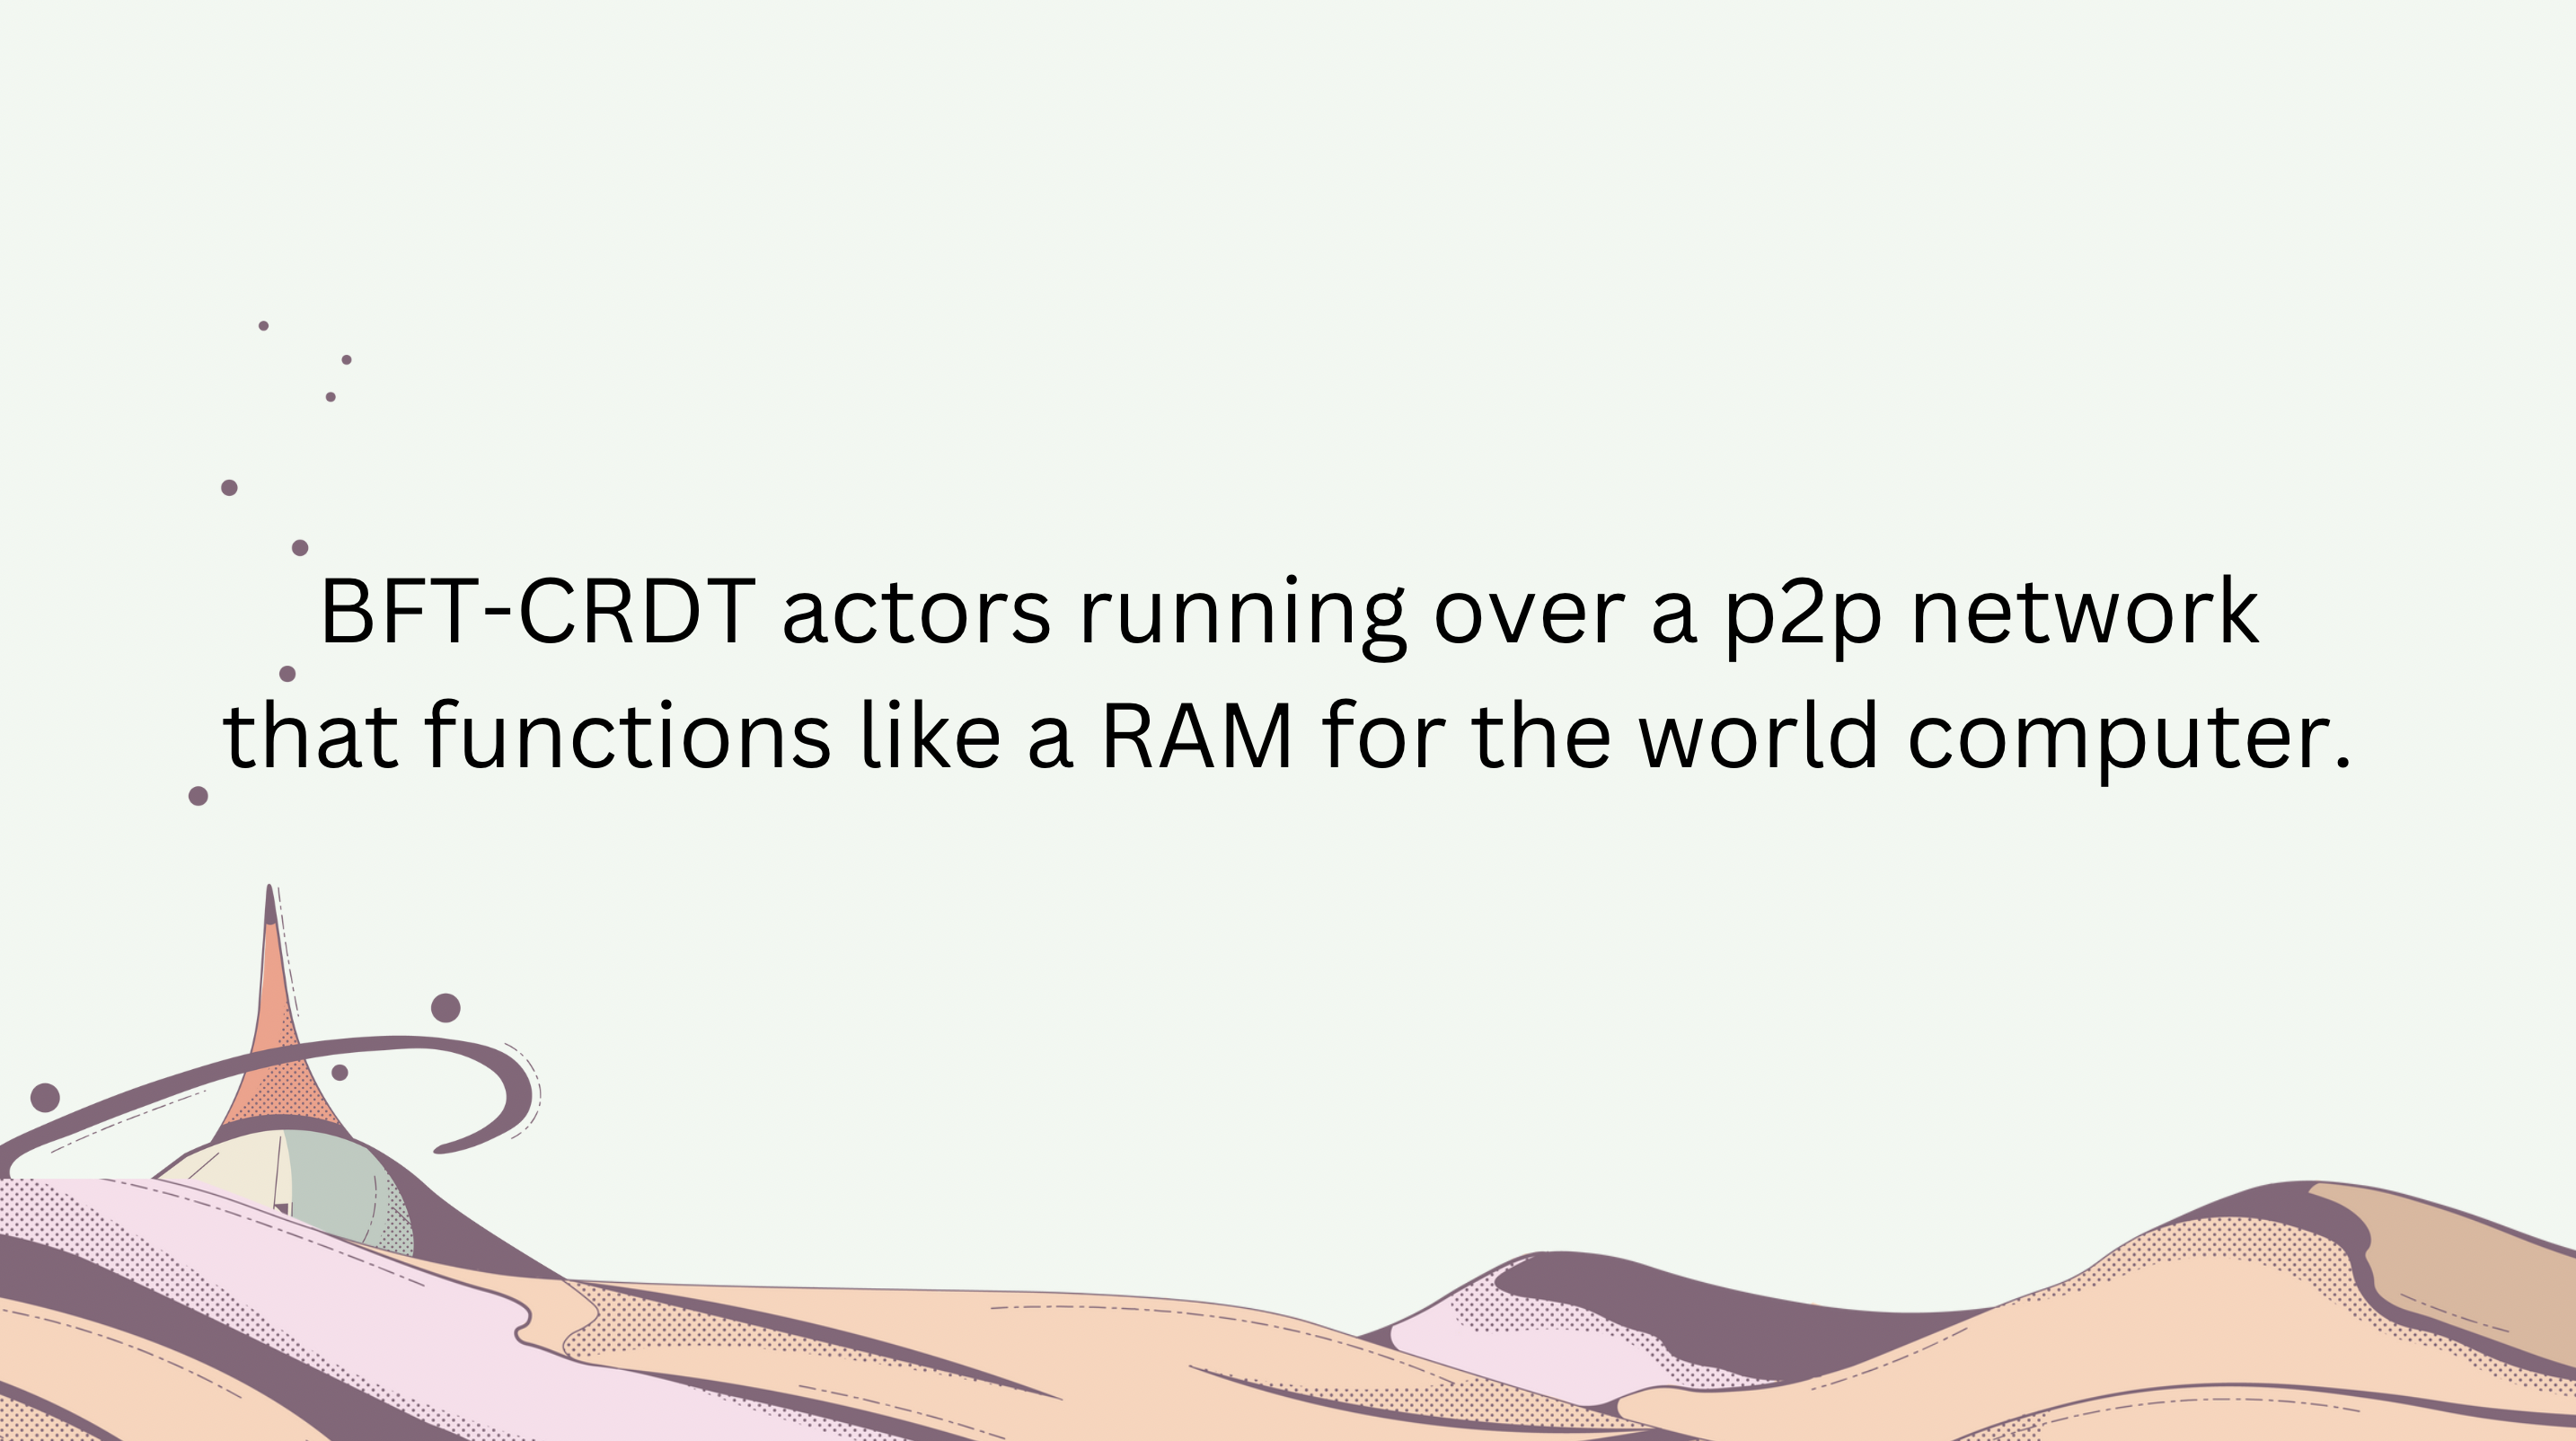 BFT-CRDT actors running over a p2p network
that functions like a RAM for the world computer.